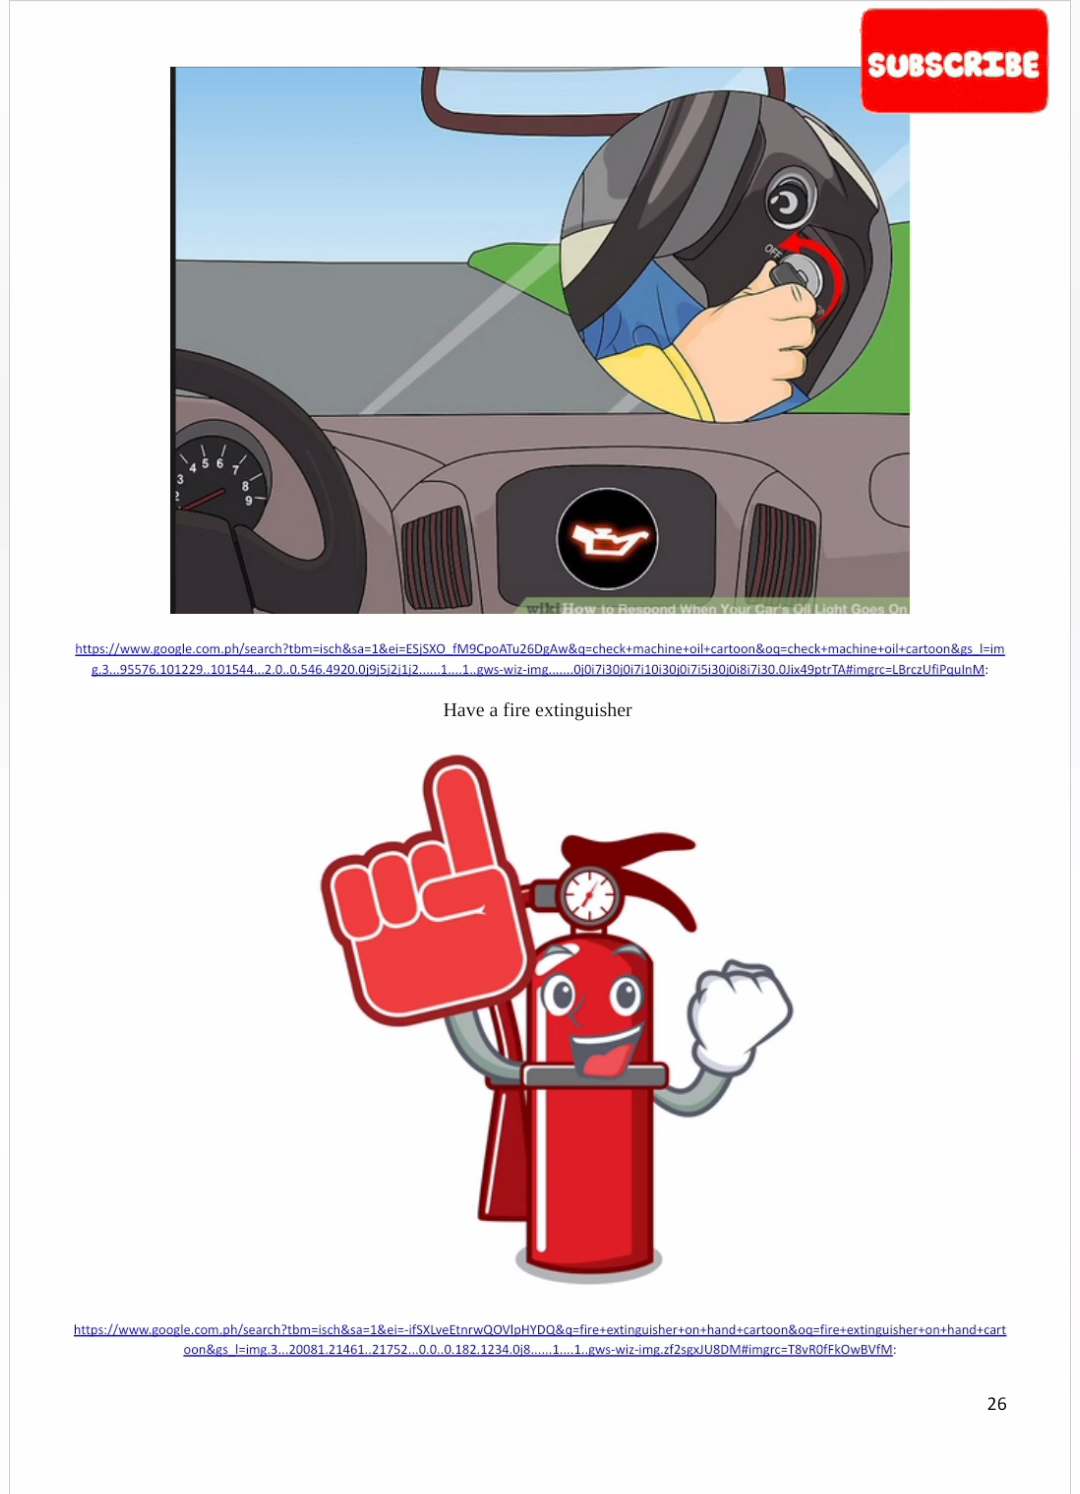 SUBSCRIBE
OFF
3 4 5 6 7 8 9
wikiHow to Respond When Your Car's Oil Light Goes On
https://www.google.com.ph/search?tbm=isch&sa=1&ei=ESjSXO_fM9CpoATu26DgAw&q=check+machine+oil+cartoon&oq=check+machine+oil+cartoon&gs_l=im
g.3...95576.101229..101544...2.0..0.546.4920.0j9j5j2j1j2......1....1..gws-wiz-img.......0j0i7i30j0i7i10i30j0i7i5i30j0i8i7i30.0Jix49ptrTA#imgrc=LBrczUfiPquInM:
Have a fire extinguisher
https://www.google.com.ph/search?tbm=isch&sa=1&ei=-ifSXLveEtnrwQOVlpHYDQ&q=fire+extinguisher+on+hand+cartoon&oq=fire+extinguisher+on+hand+cart
oon&gs_l=img.3...20081.21461..21752...0.0..0.182.1234.0j8......1....1..gws-wiz-img.zf2sgxJU8DM#imgrc=T8vR0fFkOwBVfM:
26